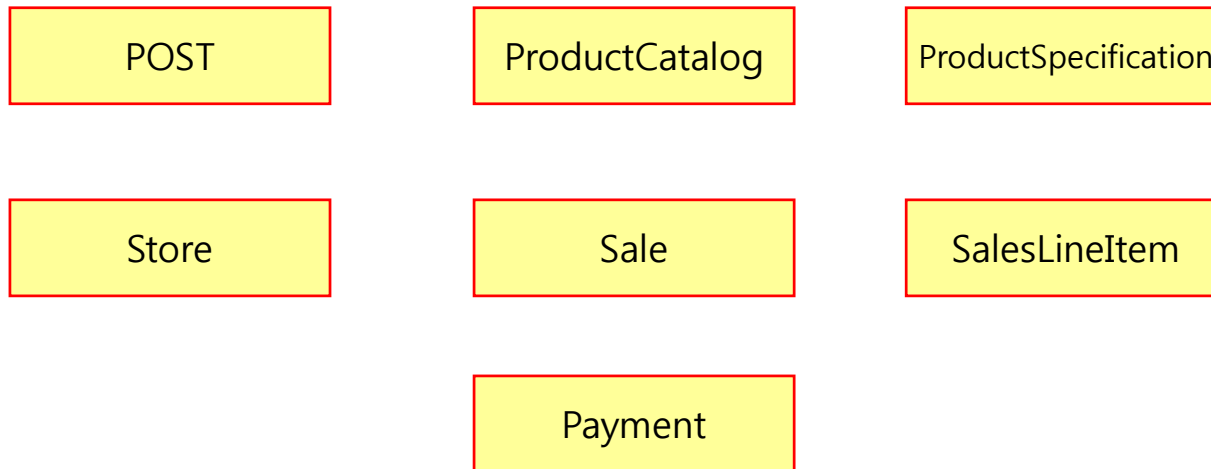 POST
ProductCatalog
ProductSpecification
Store
Sale
SalesLineItem
Payment